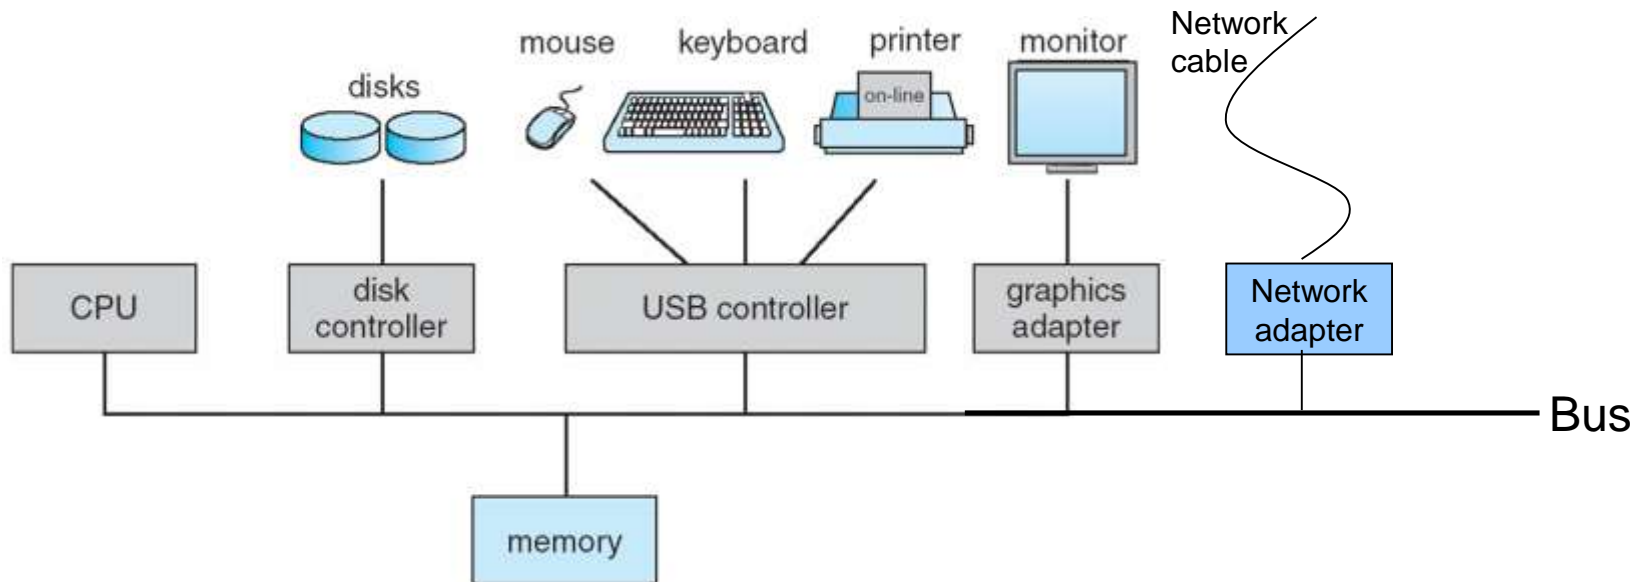 Network
cable
mouse
keyboard
printer
monitor
disks
on-line
CPU
disk
controller
USB controller
graphics
adapter
Network
adapter
Bus
memory